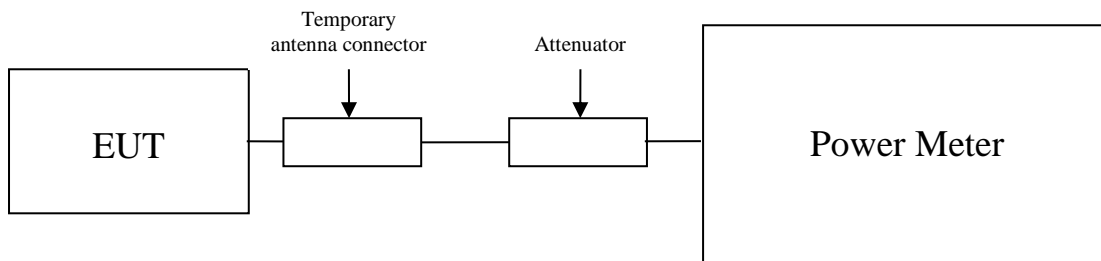 Temporary
antenna connector
Attenuator
EUT
Power Meter